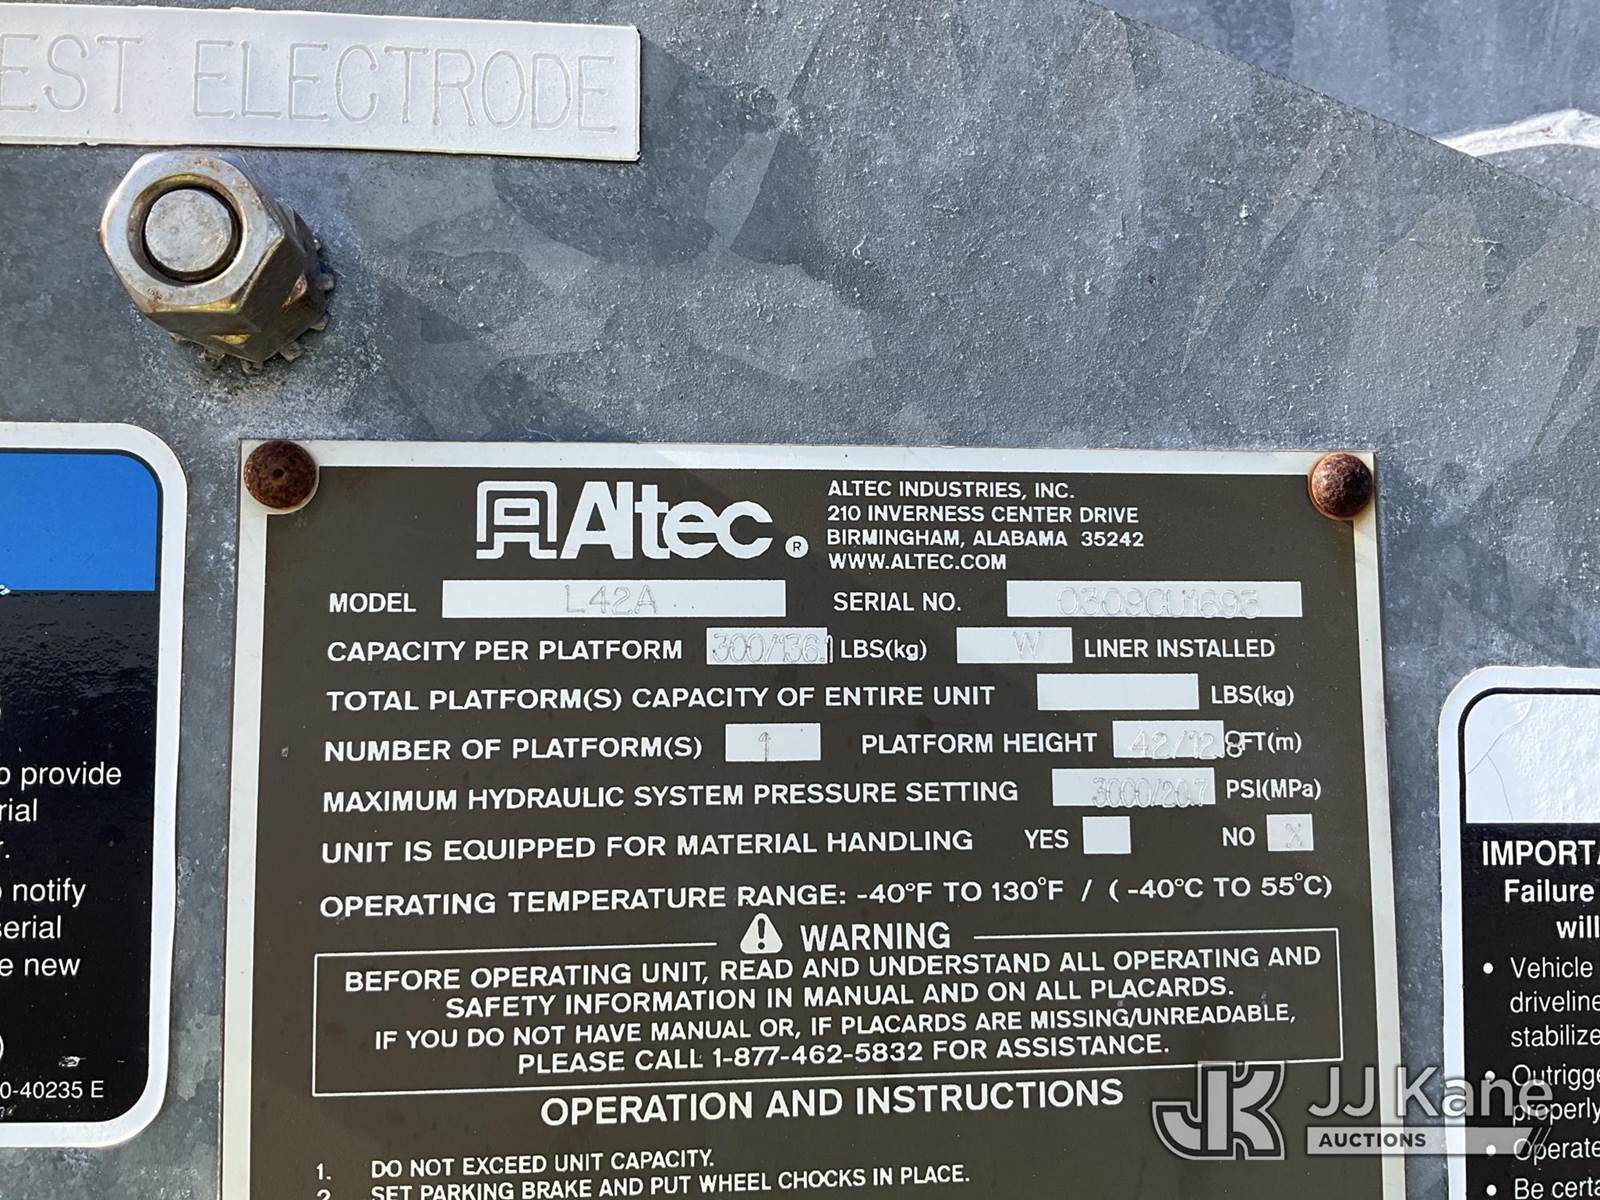 EST ELECTRODE
Altec®
ALTEC INDUSTRIES, INC.
210 INVERNESS CENTER DRIVE
BIRMINGHAM, ALABAMA 35242
WWW.ALTEC.COM
MODEL L42A SERIAL NO. 0309CU1693
CAPACITY PER PLATFORM 300/136.1 LBS(kg) W LINER INSTALLED
TOTAL PLATFORM(S) CAPACITY OF ENTIRE UNIT LBS(kg)
NUMBER OF PLATFORM(S) 1 PLATFORM HEIGHT 42/12.8 FT(m)
MAXIMUM HYDRAULIC SYSTEM PRESSURE SETTING 3000/20.7 PSI(MPa)
UNIT IS EQUIPPED FOR MATERIAL HANDLING YES NO X
OPERATING TEMPERATURE RANGE: -40°F TO 130°F / ( -40°C TO 55°C)
WARNING
BEFORE OPERATING UNIT, READ AND UNDERSTAND ALL OPERATING AND
SAFETY INFORMATION IN MANUAL AND ON ALL PLACARDS.
IF YOU DO NOT HAVE MANUAL OR, IF PLACARDS ARE MISSING/UNREADABLE,
PLEASE CALL 1-877-462-5832 FOR ASSISTANCE.
OPERATION AND INSTRUCTIONS
1. DO NOT EXCEED UNIT CAPACITY.
2. SET PARKING BRAKE AND PUT WHEEL CHOCKS IN PLACE.
o provide
rial
r.
o notify
serial
e new
0-40235 E
IMPORTA
Failure
will
• Vehicle
driveline
stabilize
• Outrigge
properly
• Operate
• Be certa
JK JJ Kane
AUCTIONS